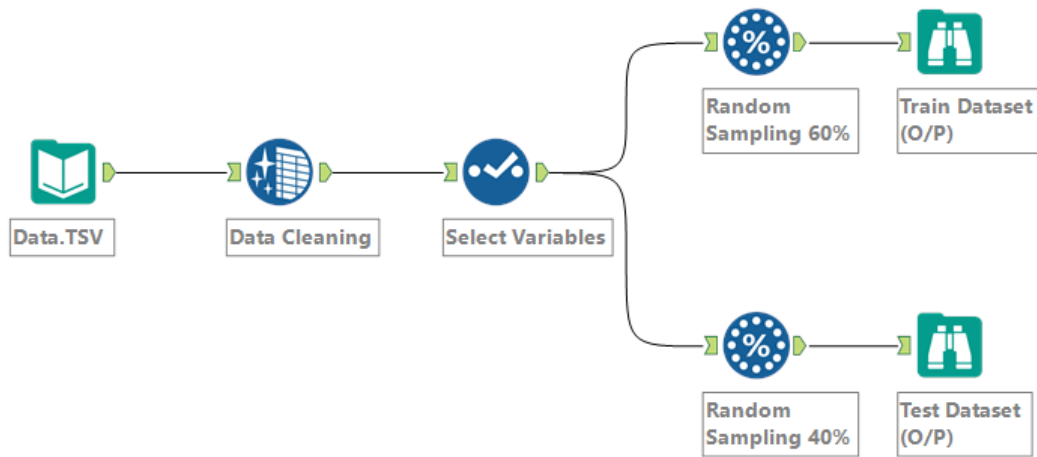 Random
Sampling 60%
Train Dataset
(O/P)
Data.TSV
Data Cleaning
Select Variables
Random
Sampling 40%
Test Dataset
(O/P)